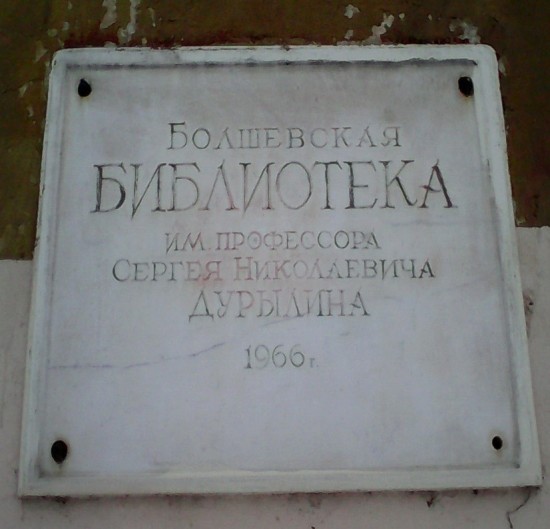 Болшевская
БИБЛИОТЕКА
им. профессора
Сергея Николаевича
Дурылина
1966 г.